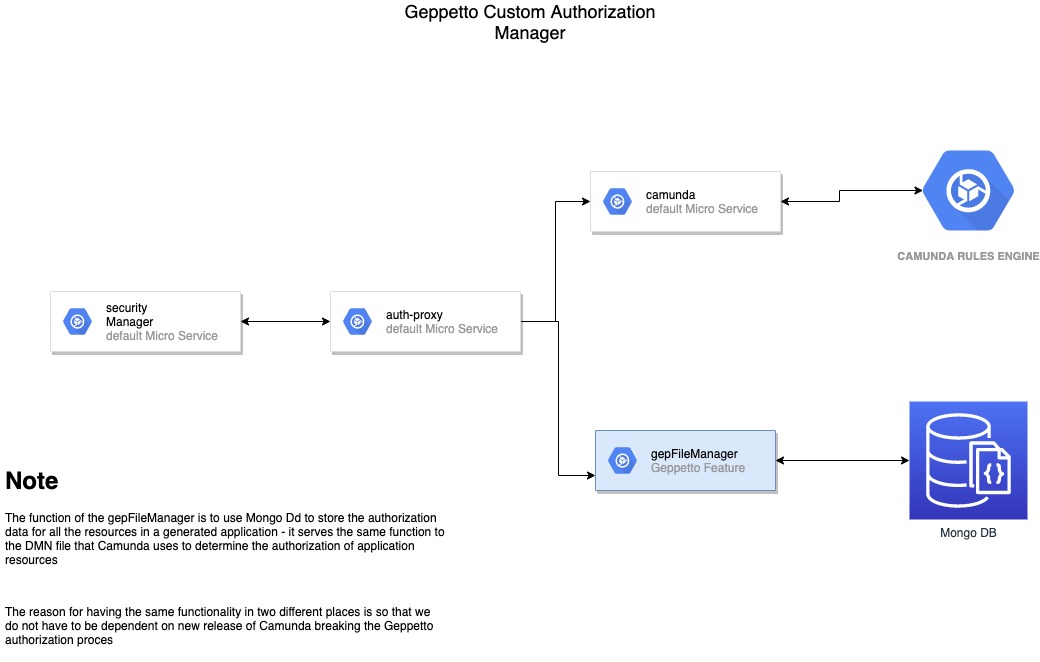 Geppetto Custom Authorization
Manager
camunda
default Micro Service
CAMUNDA RULES ENGINE
security
Manager
default Micro Service
auth-proxy
default Micro Service
gepFileManager
Geppetto Feature
{}
Mongo DB
Note
The function of the gepFileManager is to use Mongo Dd to store the authorization
data for all the resources in a generated application - it serves the same function to
the DMN file that Camunda uses to determine the authorization of application
resources
The reason for having the same functionality in two different places is so that we
do not have to be dependent on new release of Camunda breaking the Geppetto
authorization proces